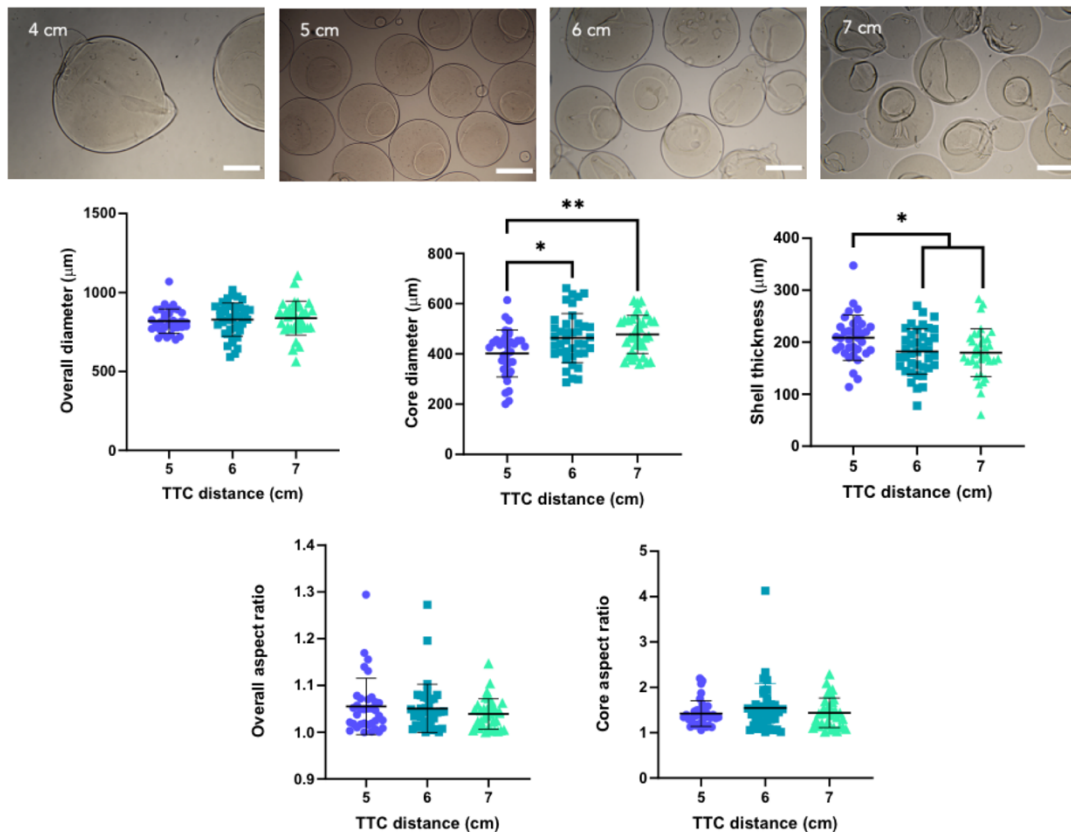 4 cm
5 cm
6 cm
7 cm
Overall diameter (μm)
1500
1000
500
0
5 6 7
TTC distance (cm)
Core diameter (μm)
800
600
400
200
0
**
*
5 6 7
TTC distance (cm)
Shell thickness (μm)
400
300
200
100
0
*
5 6 7
TTC distance (cm)
Overall aspect ratio
1.4
1.3
1.2
1.1
1.0
0.9
5 6 7
TTC distance (cm)
Core aspect ratio
5
4
3
2
1
0
5 6 7
TTC distance (cm)